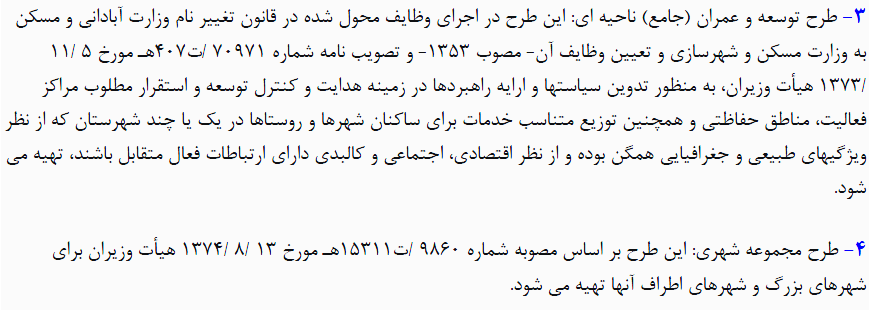 ۳- طرح توسعه و عمران (جامع) ناحیه ای: این طرح در اجرای وظایف محول شده در قانون تغییر نام وزارت آبادانی و مسکن
به وزارت مسکن و شهرسازی و تعیین وظایف آن- مصوب ۱۳۵۳- و تصویب نامه شماره ۷۰۹۷۱ /ت۴۰۷هـ مورخ ۵ /۱۱
/۱۳۷۳ هیأت وزیران، به منظور تدوین سیاستها و ارایه راهبردها در زمینه هدایت و کنترل توسعه و استقرار مطلوب مراکز
فعالیت، مناطق حفاظتی و همچنین توزیع متناسب خدمات برای ساکنان شهرها و روستاها در یک یا چند شهرستان که از نظر
ویژگیهای طبیعی و جغرافیایی همگن بوده و از نظر اقتصادی، اجتماعی و کالبدی دارای ارتباطات فعال متقابل باشند، تهیه می
شود.
۴- طرح مجموعه شهری: این طرح بر اساس مصوبه شماره ۹۸۶۰ /ت۱۵۳۱۱هـ مورخ ۱۳ /۸ /۱۳۷۴ هیأت وزیران برای
شهرهای بزرگ و شهرهای اطراف آنها تهیه می شود.